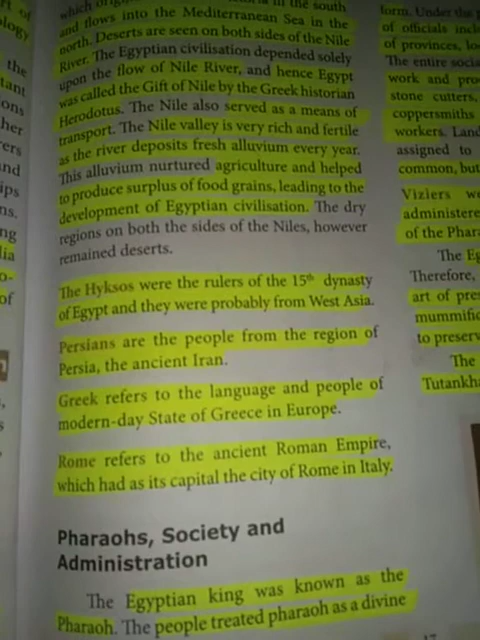 which
in the south
and flows into the Mediterranean Sea in the
north. Deserts are seen on both sides of the Nile
River. The Egyptian civilisation depended solely
upon the flow of Nile River, and hence Egypt
was called the Gift of Nile by the Greek historian
Herodotus. The Nile also served as a means of
transport. The Nile valley is very rich and fertile
as the river deposits fresh alluvium every year.
This alluvium nurtured agriculture and helped
to produce surplus of food grains, leading to the
development of Egyptian civilisation. The dry
regions on both the sides of the Niles, however
remained deserts.
The Hyksos were the rulers of the 15th dynasty
of Egypt and they were probably from West Asia.
Persians are the people from the region of
Persia, the ancient Iran.
Greek refers to the language and people of
modern-day State of Greece in Europe.
Rome refers to the ancient Roman Empire,
which had as its capital the city of Rome in Italy.
Pharaohs, Society and
Administration
The Egyptian king was known as the
Pharaoh. The people treated pharaoh as a divine
form. Under the
of officials
of provinces,
The entire
work and
stone cutters,
coppersmiths
workers.
assigned to
common, but
Viziers
of the
The
Therefore,
art of
to
The